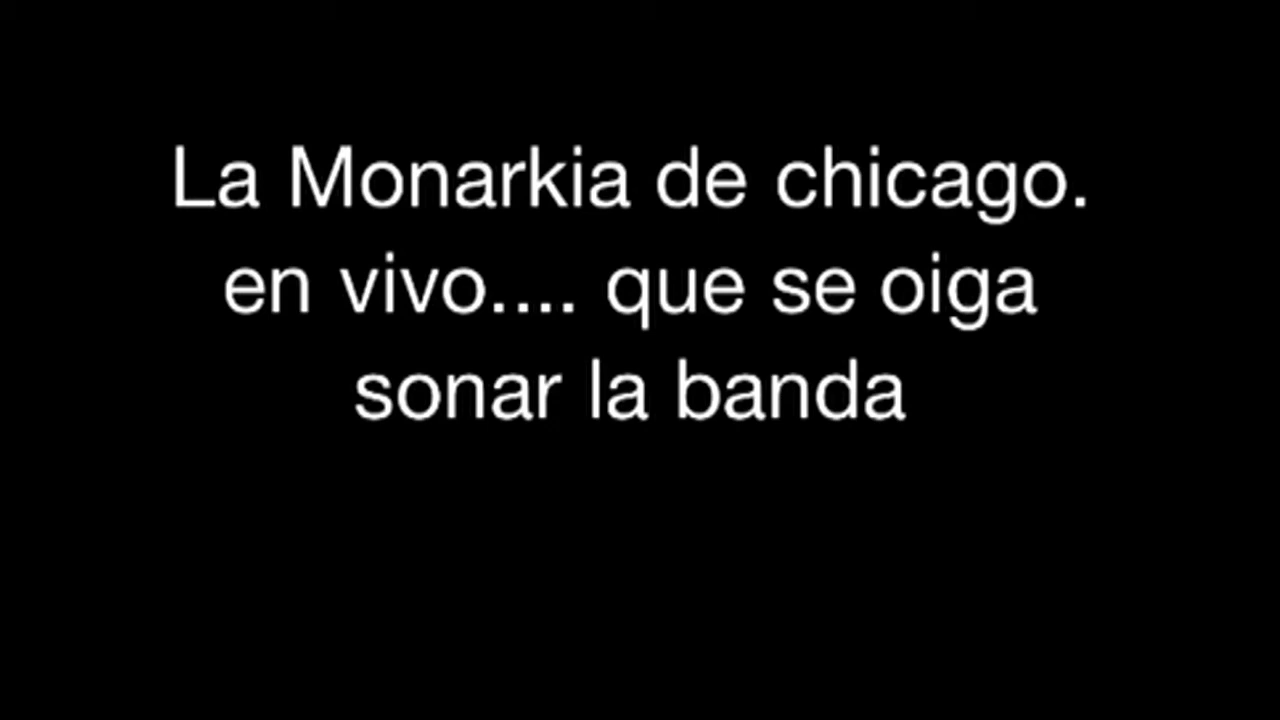 La Monarkia de chicago.
en vivo.... que se oiga
sonar la banda